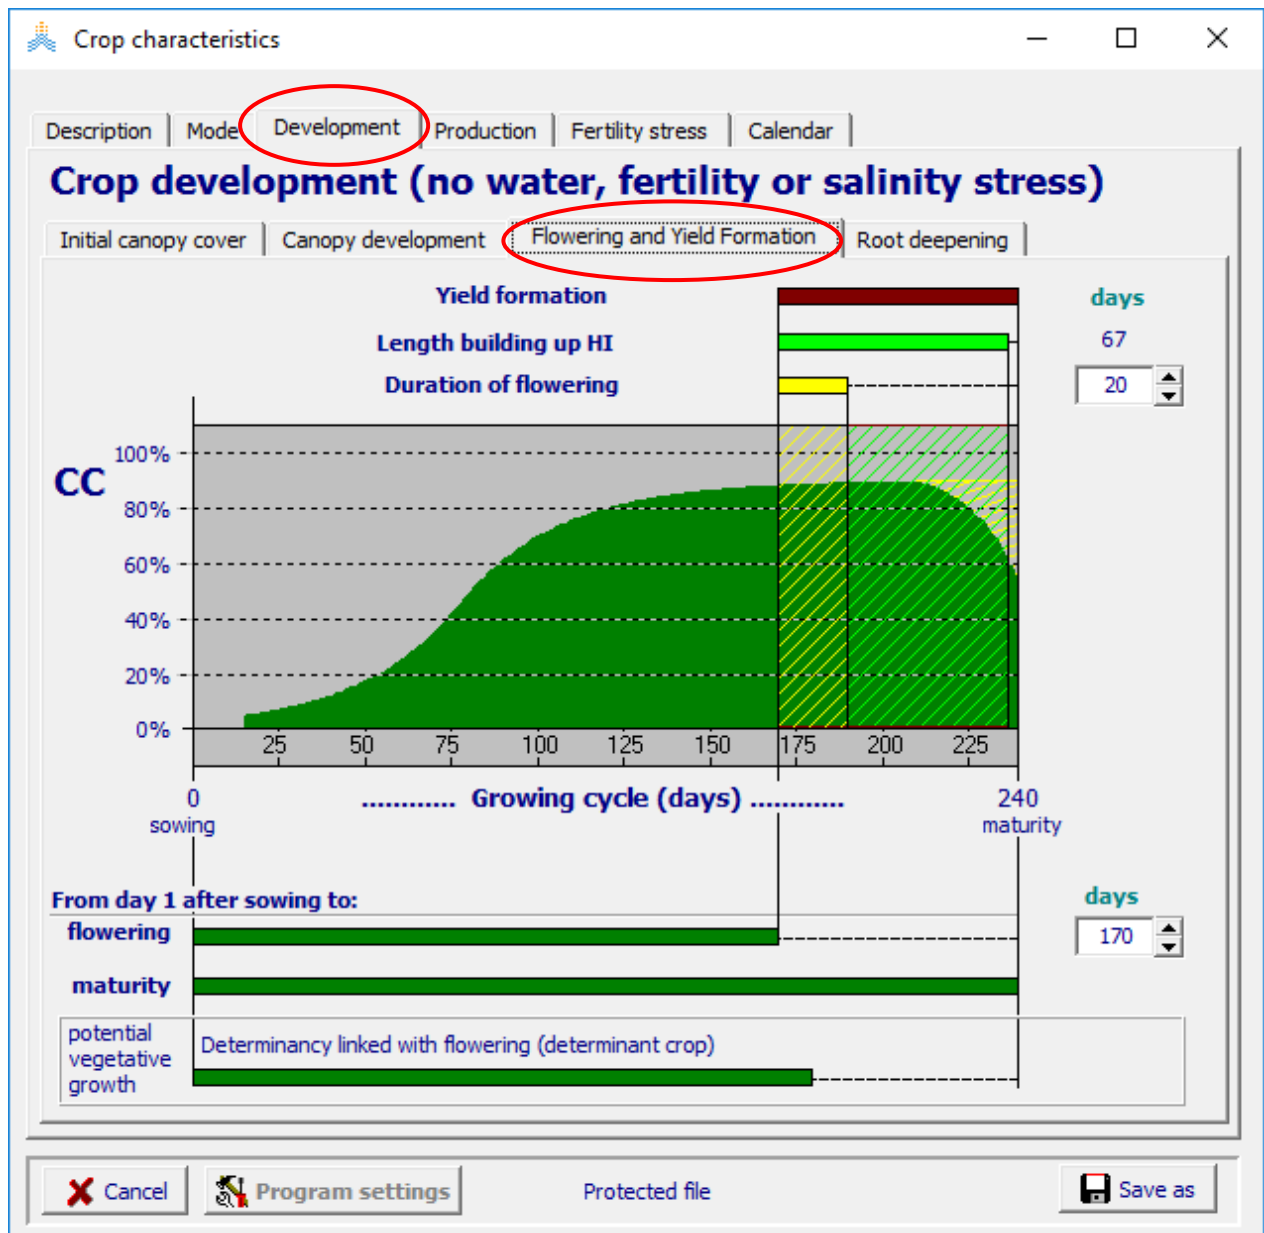 Crop characteristics
Description Mode Development Production Fertility stress Calendar
Crop development (no water, fertility or salinity stress)
Initial canopy cover Canopy development Flowering and Yield Formation Root deepening
Yield formation days
Length building up HI 67
Duration of flowering 20
CC
100%
80%
60%
40%
20%
0%
25 50 75 100 125 150 175 200 225
0 ............ Growing cycle (days) ............ 240
sowing maturity
From day 1 after sowing to: days
flowering 170
maturity
potential
vegetative
growth
Determinancy linked with flowering (determinant crop)
Cancel Program settings Protected file Save as